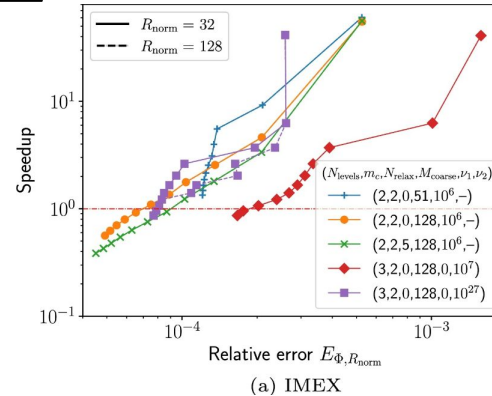 R_norm = 32
R_norm = 128
Speedup
10^1
10^0
10^-1
(N_levels,m_c,N_relax,M_coarse,ν_1,ν_2)
(2,2,0,51,10^6,-)
(2,2,0,128,10^6,-)
(2,2,5,128,10^6,-)
(3,2,0,128,0,10^7)
(3,2,0,128,0,10^27)
10^-4
10^-3
Relative error E_Φ,R_norm
(a) IMEX